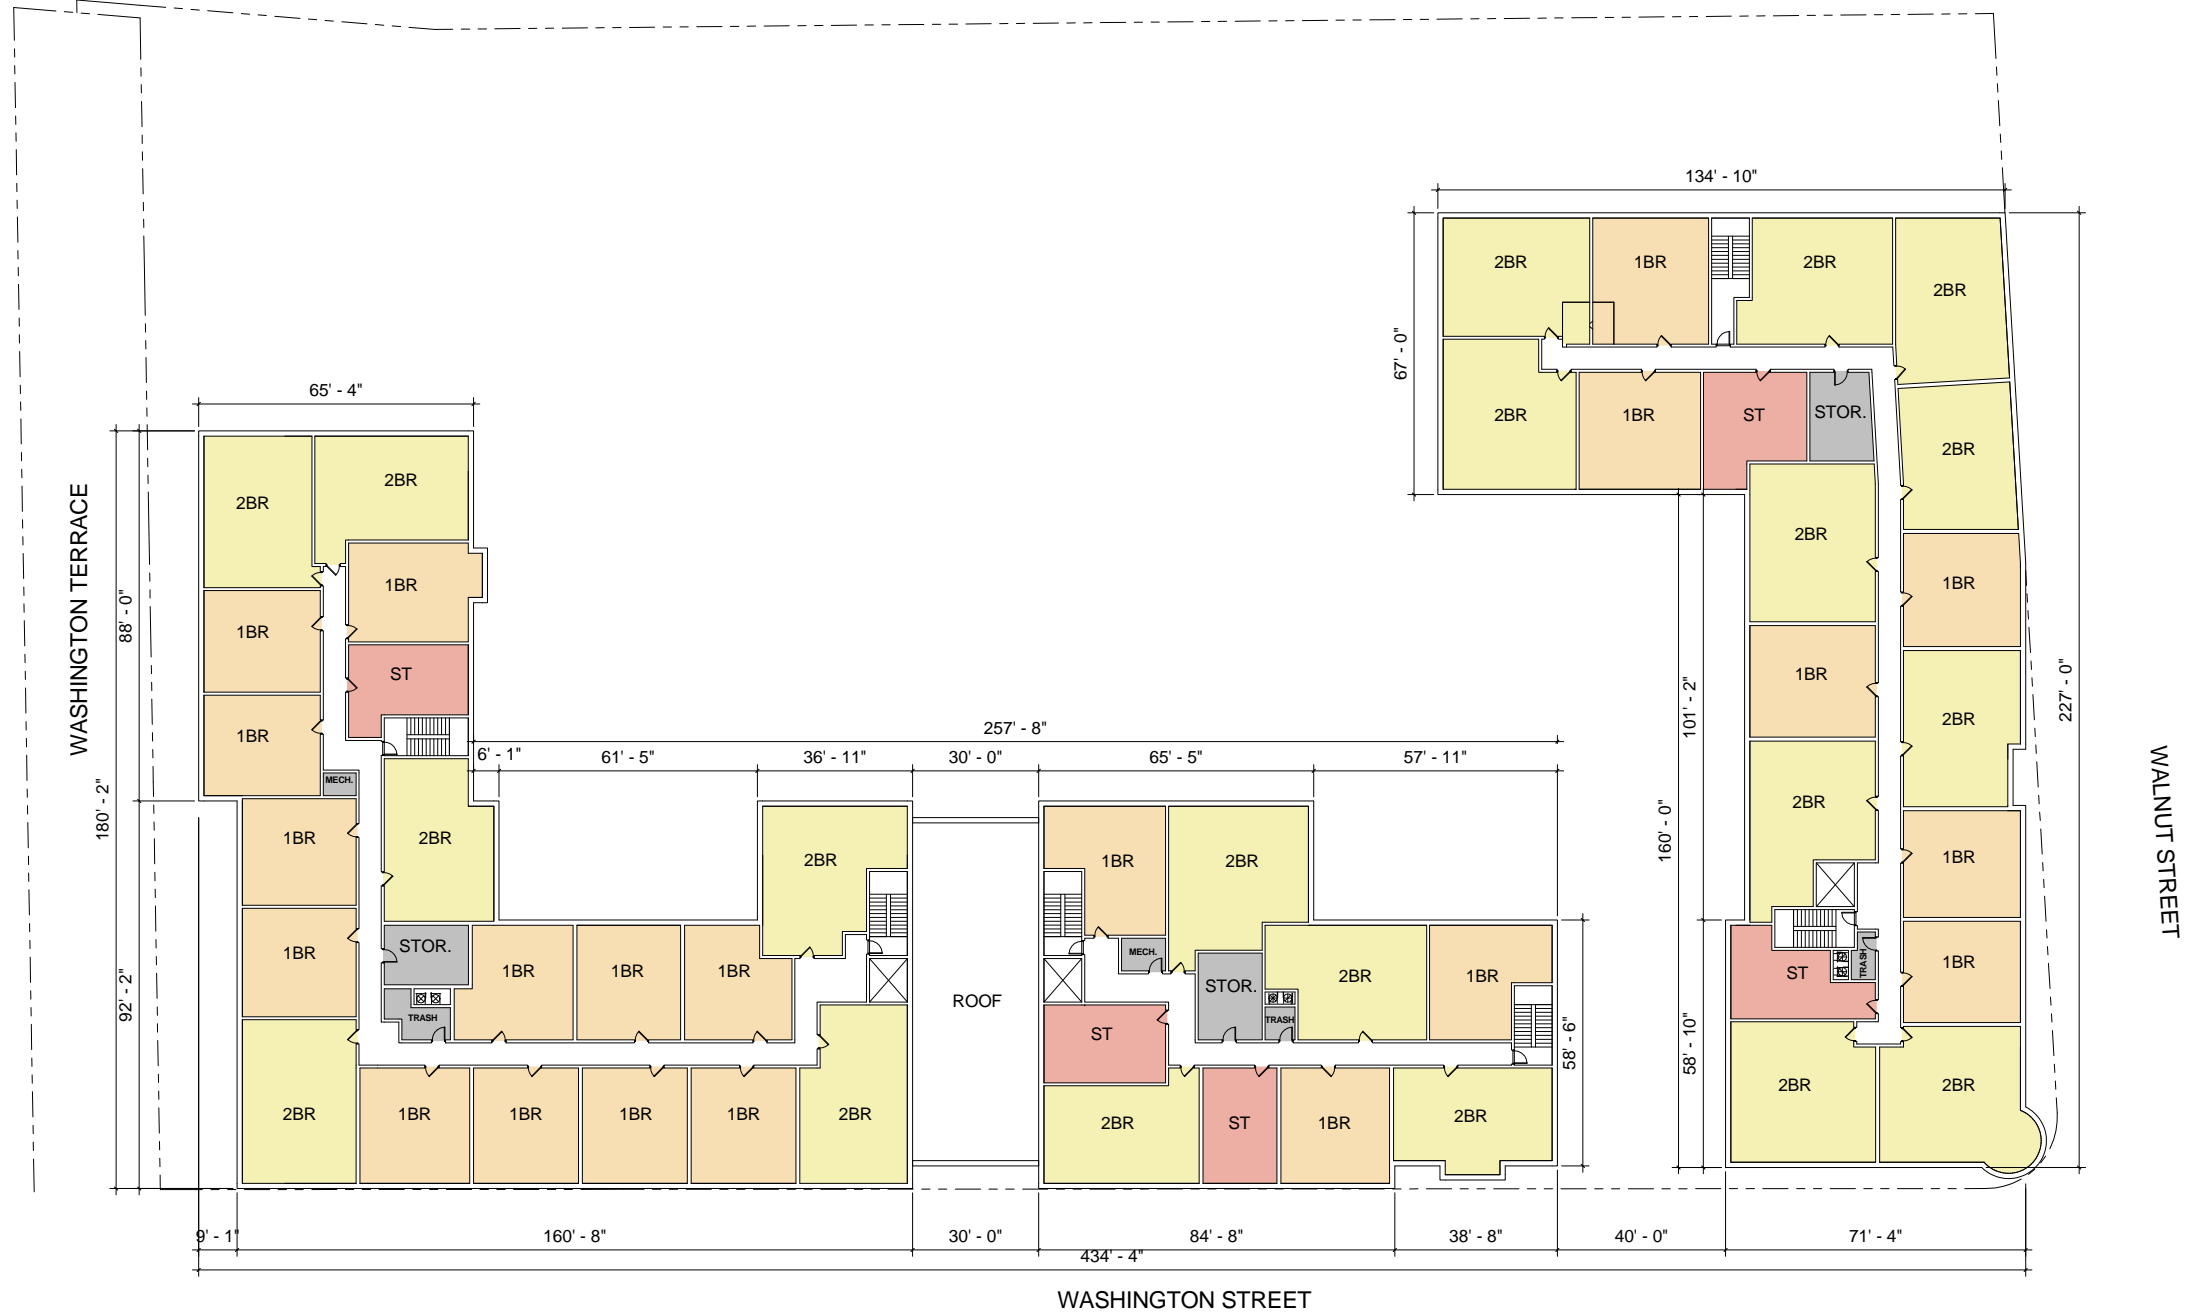 134' - 10"
2BR
1BR
2BR
2BR
67' - 0"
65' - 4"
2BR
1BR
ST
STOR.
2BR
2BR
2BR
2BR
WASHINGTON TERRACE
1BR
88' - 0"
1BR
1BR
ST
1BR
1BR
101' - 2"
2BR
227' - 0"
257' - 8"
6' - 1"
61' - 5"
36' - 11"
30' - 0"
65' - 5"
57' - 11"
MECH.
180' - 2"
2BR
160' - 0"
WALNUT STREET
1BR
2BR
2BR
1BR
2BR
1BR
STOR.
1BR
MECH.
1BR
1BR
1BR
1BR
92' - 2"
STOR.
2BR
1BR
ST
TRASH
1BR
ROOF
TRASH
TRASH
ST
58' - 6"
58' - 10"
2BR
2BR
2BR
1BR
1BR
1BR
1BR
2BR
2BR
ST
1BR
2BR
9' - 1"
160' - 8"
30' - 0"
84' - 8"
38' - 8"
40' - 0"
71' - 4"
434' - 4"
WASHINGTON STREET